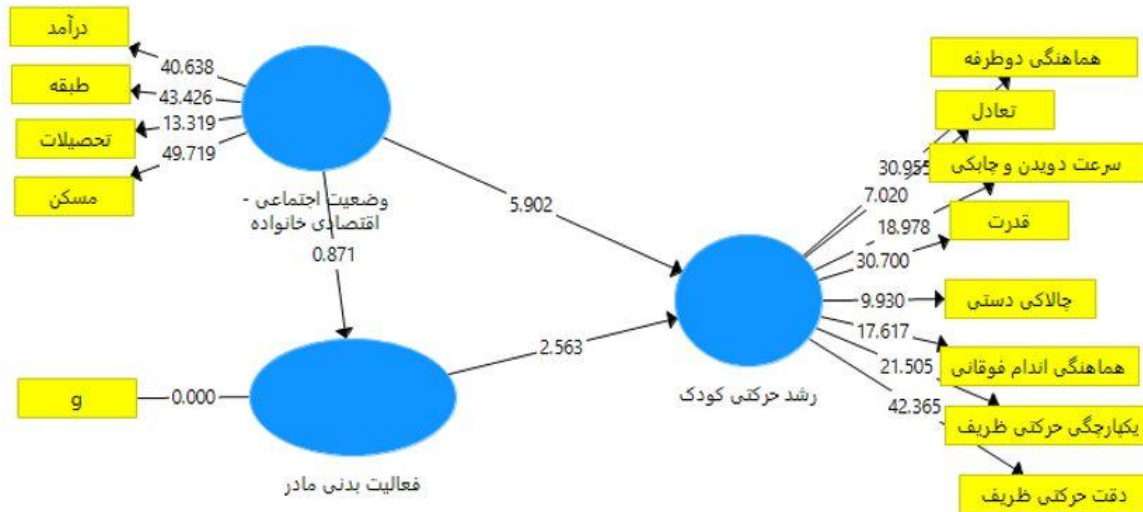 درآمد
40.638
طبقه
43.426
تحصیلات
13.319
مسکن
49.719
وضعیت اجتماعی -
اقتصادی خانواده
0.871
5.902
g
0.000
فعالیت بدنی مادر
2.563
رشد حرکتی کودک
هماهنگی دوطرفه
30.955
تعادل
7.020
سرعت دویدن و چابکی
18.978
قدرت
30.700
چالاکی دستی
9.930
هماهنگی اندام فوقانی
17.617
یکپارچگی حرکتی ظریف
21.505
دقت حرکتی ظریف
42.365